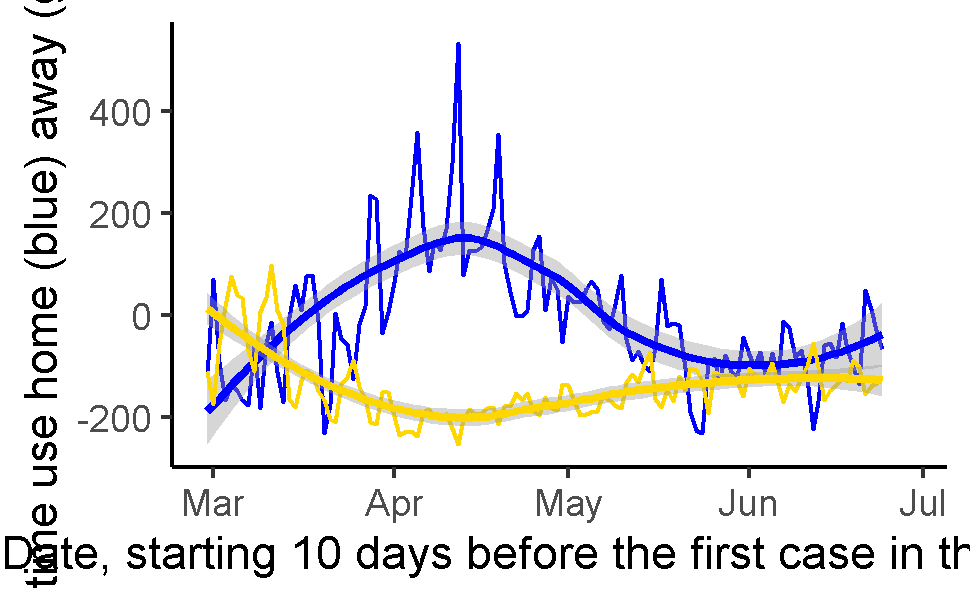 time use home (blue) away (
400
200
0
-200
Mar Apr May Jun Jul
Date, starting 10 days before the first case in th